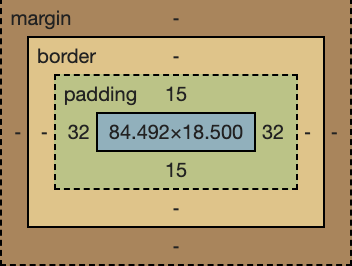 margin -
border -
padding 15
- - 32 84.492×18.500 32 - -
15
-
-